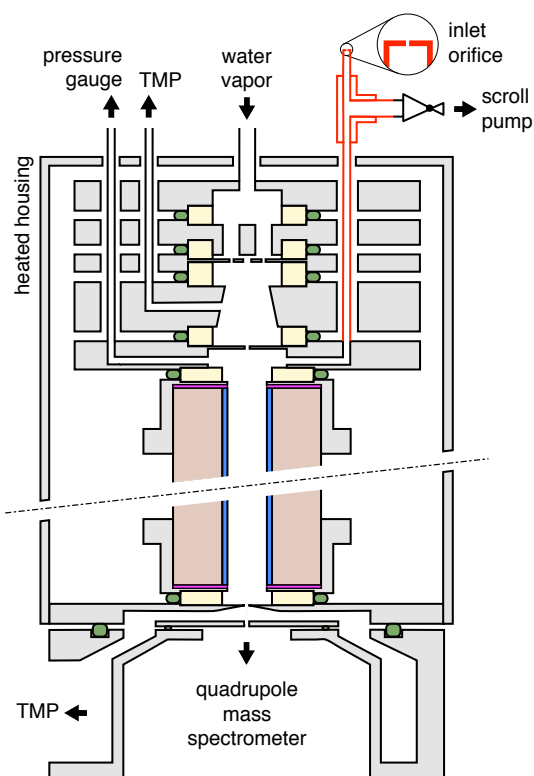 pressure
gauge
TMP
water
vapor
inlet
orifice
scroll
pump
heated housing
TMP
quadrupole
mass
spectrometer